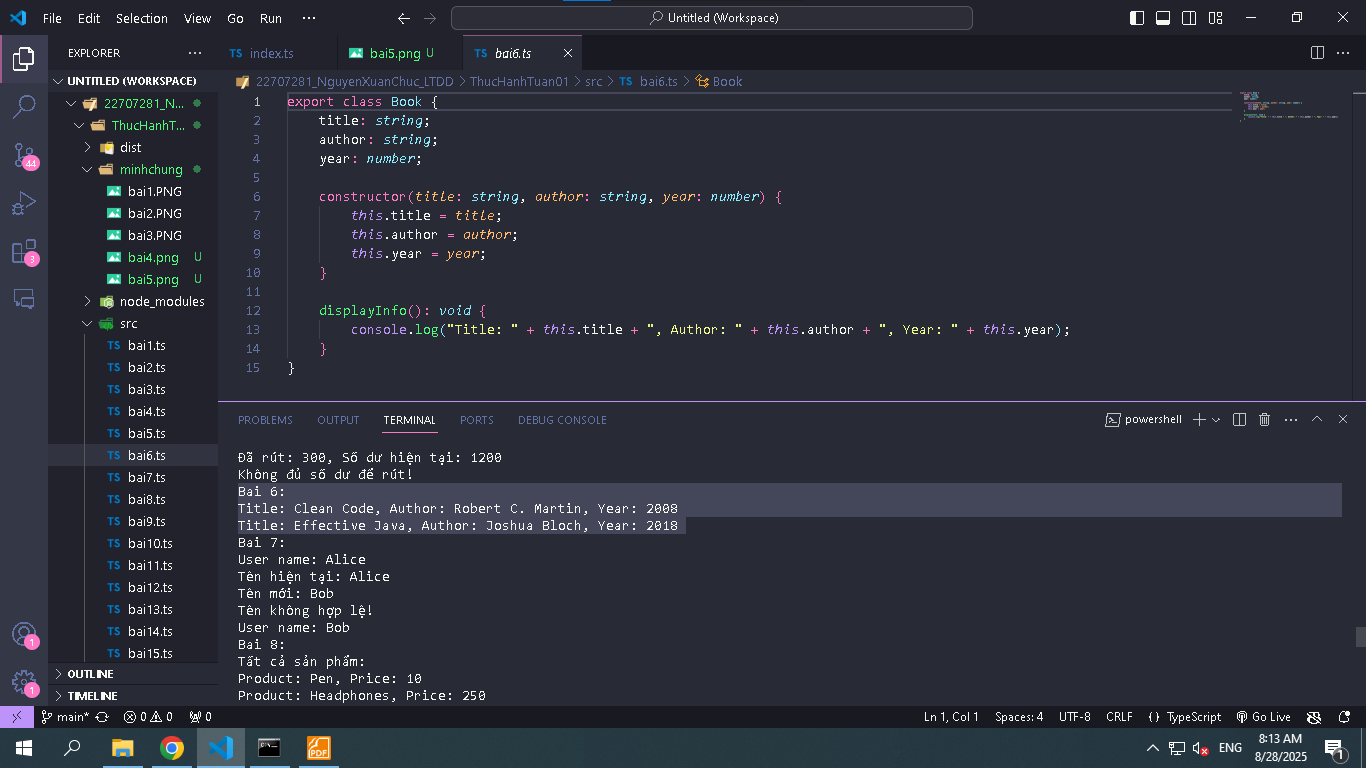 File Edit Selection View Go Run ··· Untitled (Workspace)
EXPLORER ···
UNTITLED (WORKSPACE)
22707281_N...
ThucHanhT...
dist
minhchung
bai1.PNG
bai2.PNG
bai3.PNG
bai4.png U
bai5.png U
node_modules
src
TS bai1.ts
TS bai2.ts
TS bai3.ts
TS bai4.ts
TS bai5.ts
TS bai6.ts
TS bai7.ts
TS bai8.ts
TS bai9.ts
TS bai10.ts
TS bai11.ts
TS bai12.ts
TS bai13.ts
TS bai14.ts
TS bai15.ts
OUTLINE
TIMELINE
44
3
1
1
TS index.ts bai5.png U TS bai6.ts
22707281_NguyenXuanChuc_LTDD > ThucHanhTuan01 > src > TS bai6.ts > Book
1 export class Book {
2 title: string;
3 author: string;
4 year: number;
5
6 constructor(title: string, author: string, year: number) {
7 this.title = title;
8 this.author = author;
9 this.year = year;
10 }
11
12 displayInfo(): void {
13 console.log("Title: " + this.title + ", Author: " + this.author + ", Year: " + this.year);
14 }
15 }
PROBLEMS OUTPUT TERMINAL PORTS DEBUG CONSOLE powershell
Đã rút: 300, Số dư hiện tại: 1200
Không đủ số dư để rút!
Bai 6:
Title: Clean Code, Author: Robert C. Martin, Year: 2008
Title: Effective Java, Author: Joshua Bloch, Year: 2018
Bai 7:
User name: Alice
Tên hiện tại: Alice
Tên mới: Bob
Tên không hợp lệ!
User name: Bob
Bai 8:
Tất cả sản phẩm:
Product: Pen, Price: 10
Product: Headphones, Price: 250
main* 0 0 0 Ln 1, Col 1 Spaces: 4 UTF-8 CRLF {} TypeScript Go Live
PDF ENG 8:13 AM
8/28/2025 1